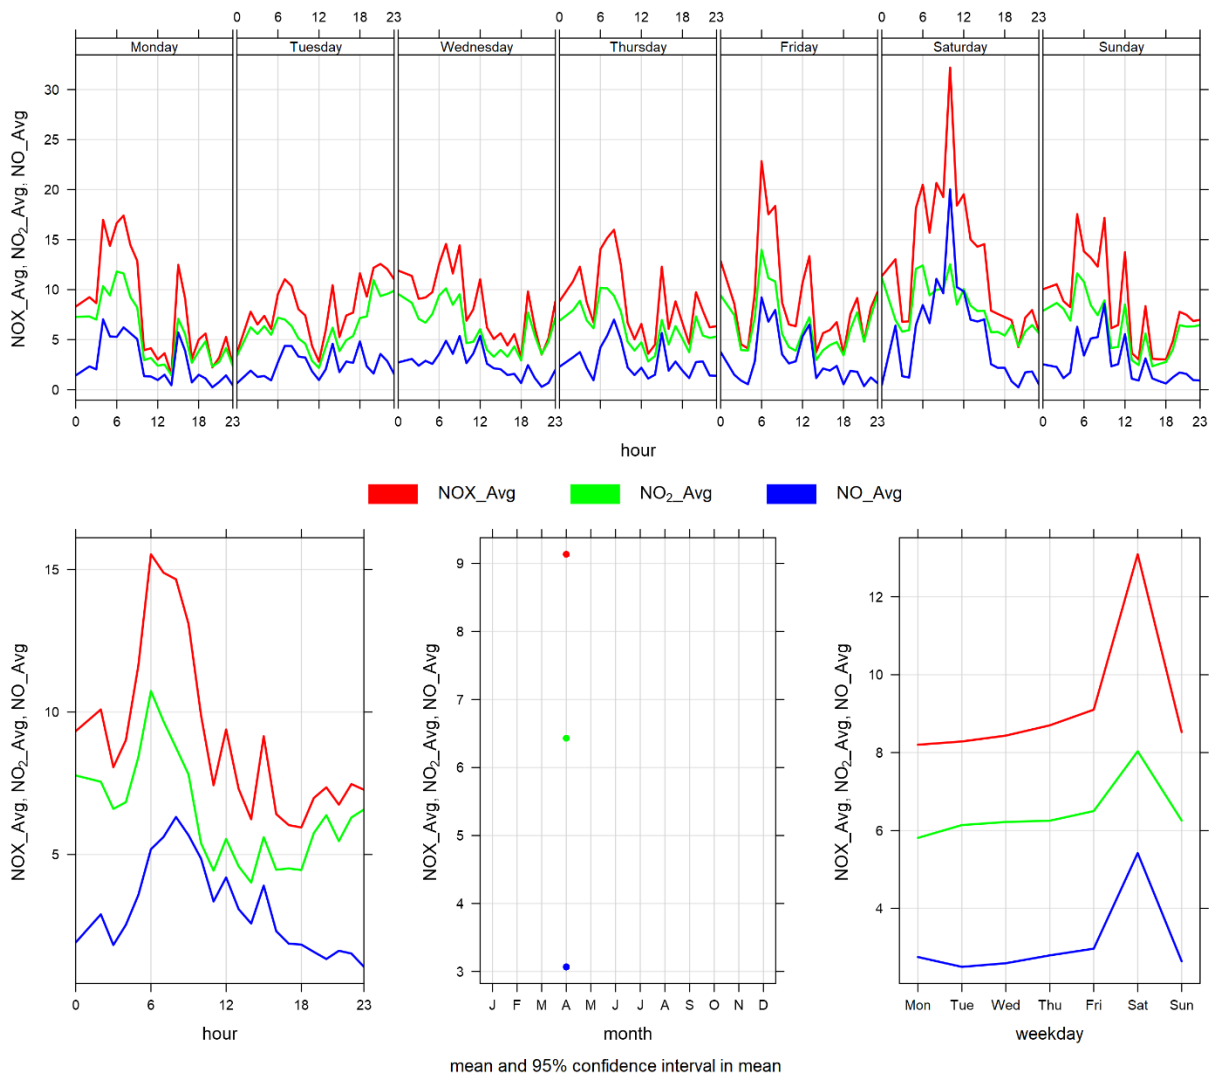 0 6 12 18 23 0 6 12 18 23 0 6 12 18 23
Monday Tuesday Wednesday Thursday Friday Saturday Sunday
NOX_Avg, NO₂_Avg, NO_Avg
30
25
20
15
10
5
0
0 6 12 18 23 0 6 12 18 23 0 6 12 18 23 0 6 12 18 23
hour
NOX_Avg NO₂_Avg NO_Avg
NOX_Avg, NO₂_Avg, NO_Avg
15
10
5
0 6 12 18 23
hour
NOX_Avg, NO₂_Avg, NO_Avg
9
8
7
6
5
4
3
J F M A M J J A S O N D
month
NOX_Avg, NO₂_Avg, NO_Avg
12
10
8
6
4
Mon Tue Wed Thu Fri Sat Sun
weekday
mean and 95% confidence interval in mean